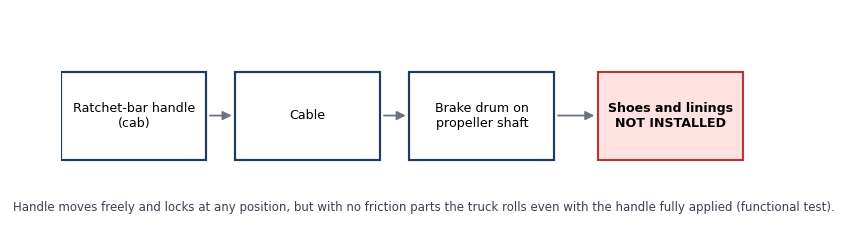 Ratchet-bar handle
(cab)
Cable
Brake drum on
propeller shaft
Shoes and linings
NOT INSTALLED
Handle moves freely and locks at any position, but with no friction parts the truck rolls even with the handle fully applied (functional test).